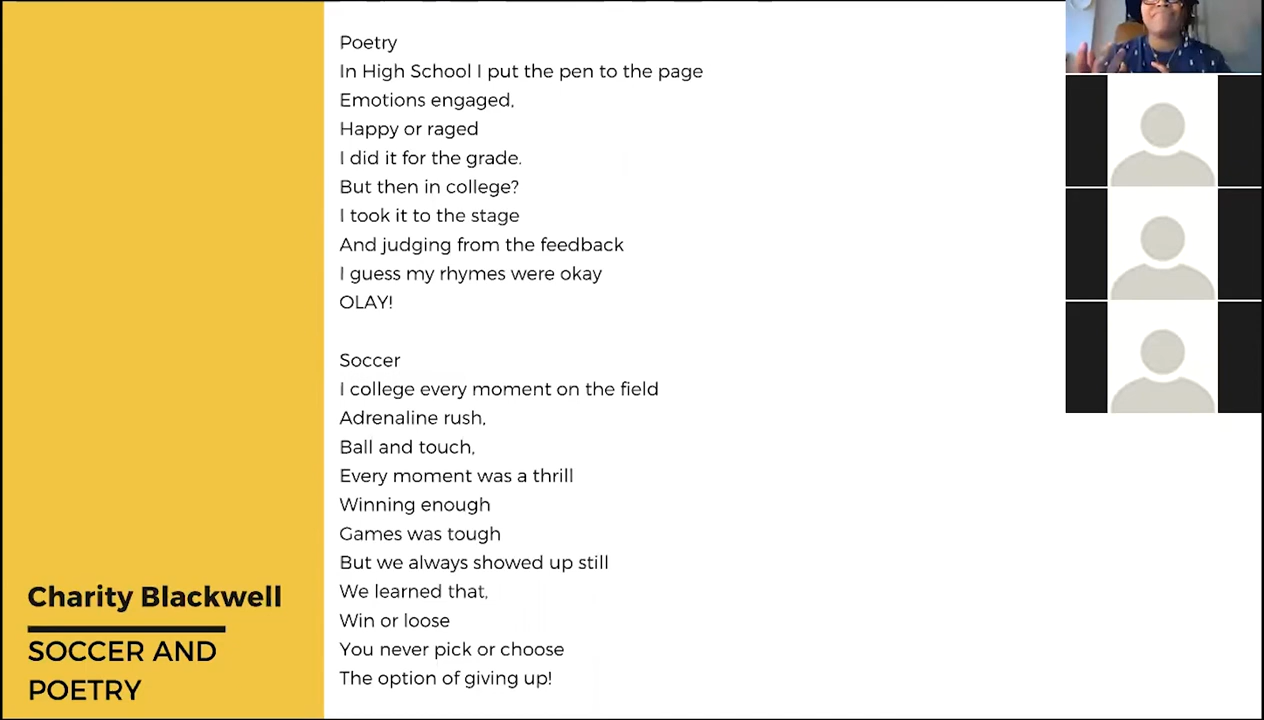 Poetry
In High School I put the pen to the page
Emotions engaged,
Happy or raged
I did it for the grade.
But then in college?
I took it to the stage
And judging from the feedback
I guess my rhymes were okay
OLAY!
Soccer
I college every moment on the field
Adrenaline rush,
Ball and touch,
Every moment was a thrill
Winning enough
Games was tough
But we always showed up still
We learned that,
Win or loose
You never pick or choose
The option of giving up!
Charity Blackwell
SOCCER AND
POETRY